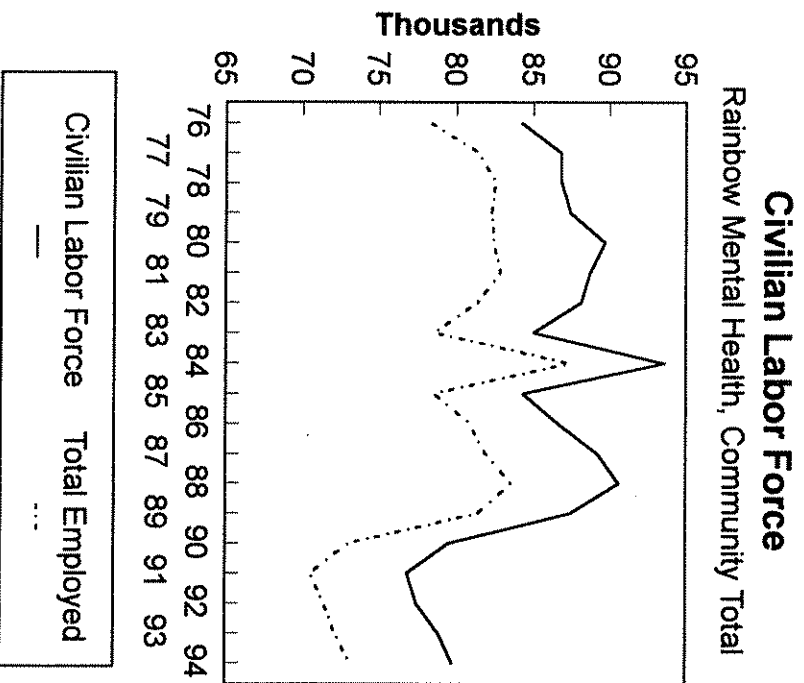 Civilian Labor Force
Rainbow Mental Health, Community Total
Thousands
95
90
85
80
75
70
65
76 78 80 82 84 86 88 90 92 94
77 79 81 83 85 87 89 91 93
Civilian Labor Force Total Employed